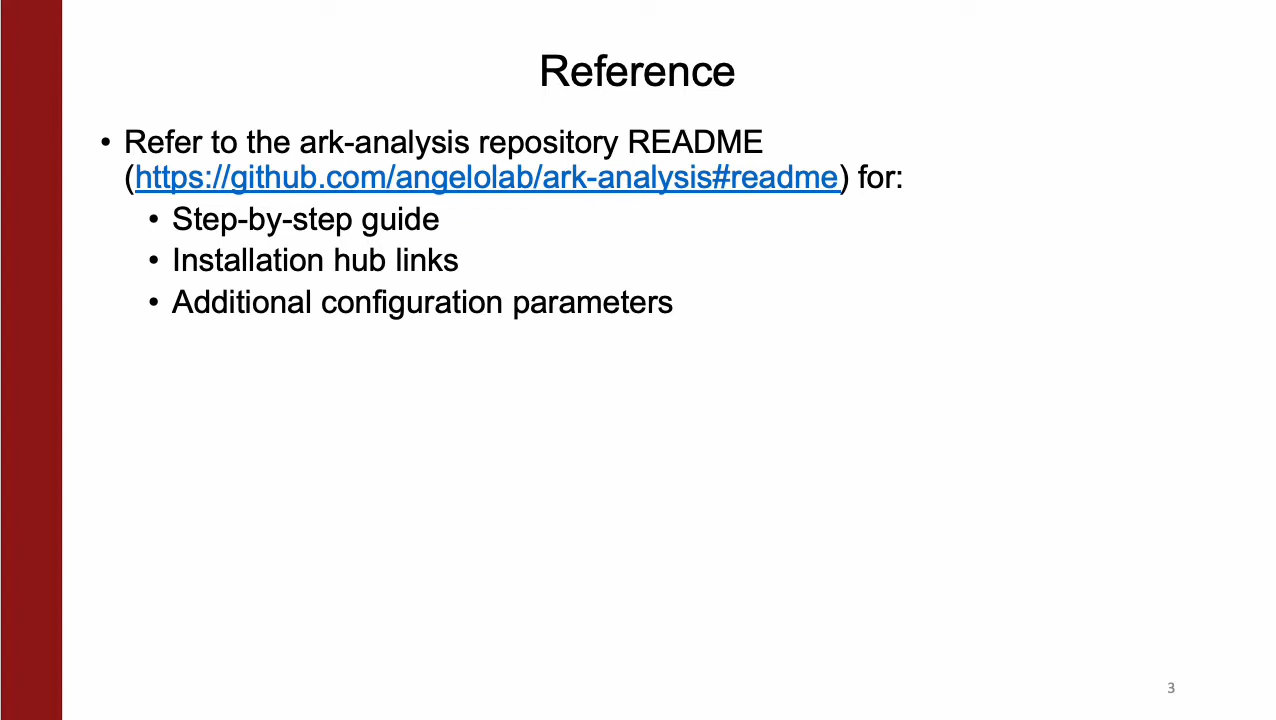 Reference
• Refer to the ark-analysis repository README
(https://github.com/angelolab/ark-analysis#readme) for:
• Step-by-step guide
• Installation hub links
• Additional configuration parameters
3